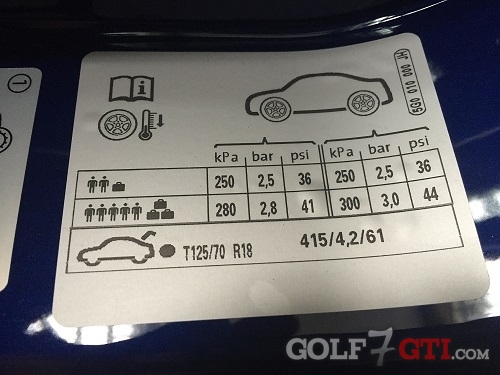 1
i
5G0 010 000 JH
kPa bar psi kPa bar psi
250 2,5 36 250 2,5 36
280 2,8 41 300 3,0 44
T125/70 R18 415/4,2/61
GOLF7GTI.COM